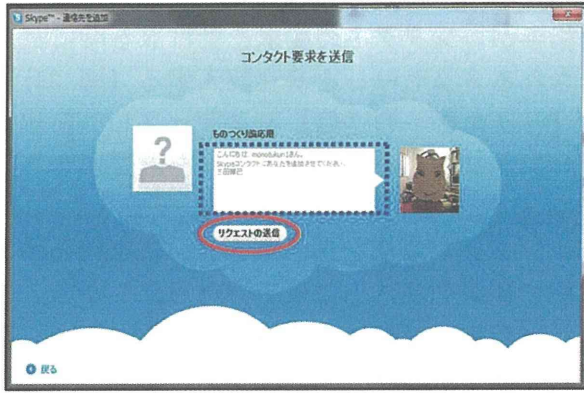 Skype™ - 連絡先を追加
コンタクト要求を送信
ものつくり論応用
こんにちは、monotukuri1さん。
Skypeコンタクトにあなたを追加させてください。
リクエストの送信
戻る